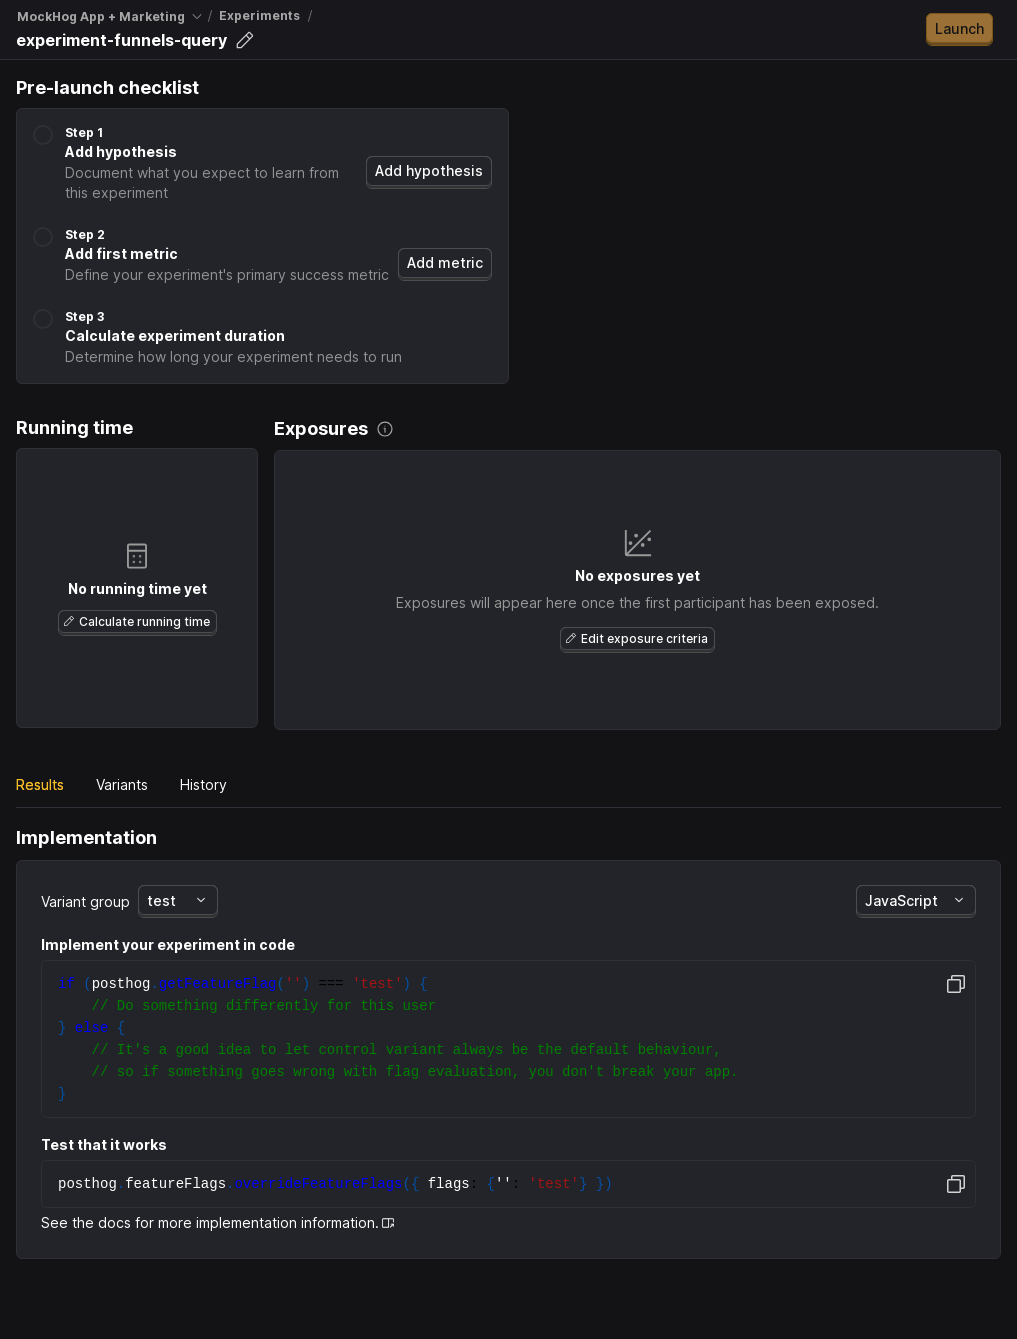 MockHog App + Marketing / Experiments /
experiment-funnels-query
Launch
Pre-launch checklist
Step 1
Add hypothesis
Document what you expect to learn from
this experiment
Add hypothesis
Step 2
Add first metric
Define your experiment's primary success metric
Add metric
Step 3
Calculate experiment duration
Determine how long your experiment needs to run
Running time
No running time yet
Calculate running time
Exposures
No exposures yet
Exposures will appear here once the first participant has been exposed.
Edit exposure criteria
Results Variants History
Implementation
Variant group test JavaScript
Implement your experiment in code
if (posthog.getFeatureFlag('') === 'test') {
// Do something differently for this user
} else {
// It's a good idea to let control variant always be the default behaviour,
// so if something goes wrong with flag evaluation, you don't break your app.
}
Test that it works
posthog.featureFlags.overrideFeatureFlags({ flags: {'': 'test'} })
See the docs for more implementation information.